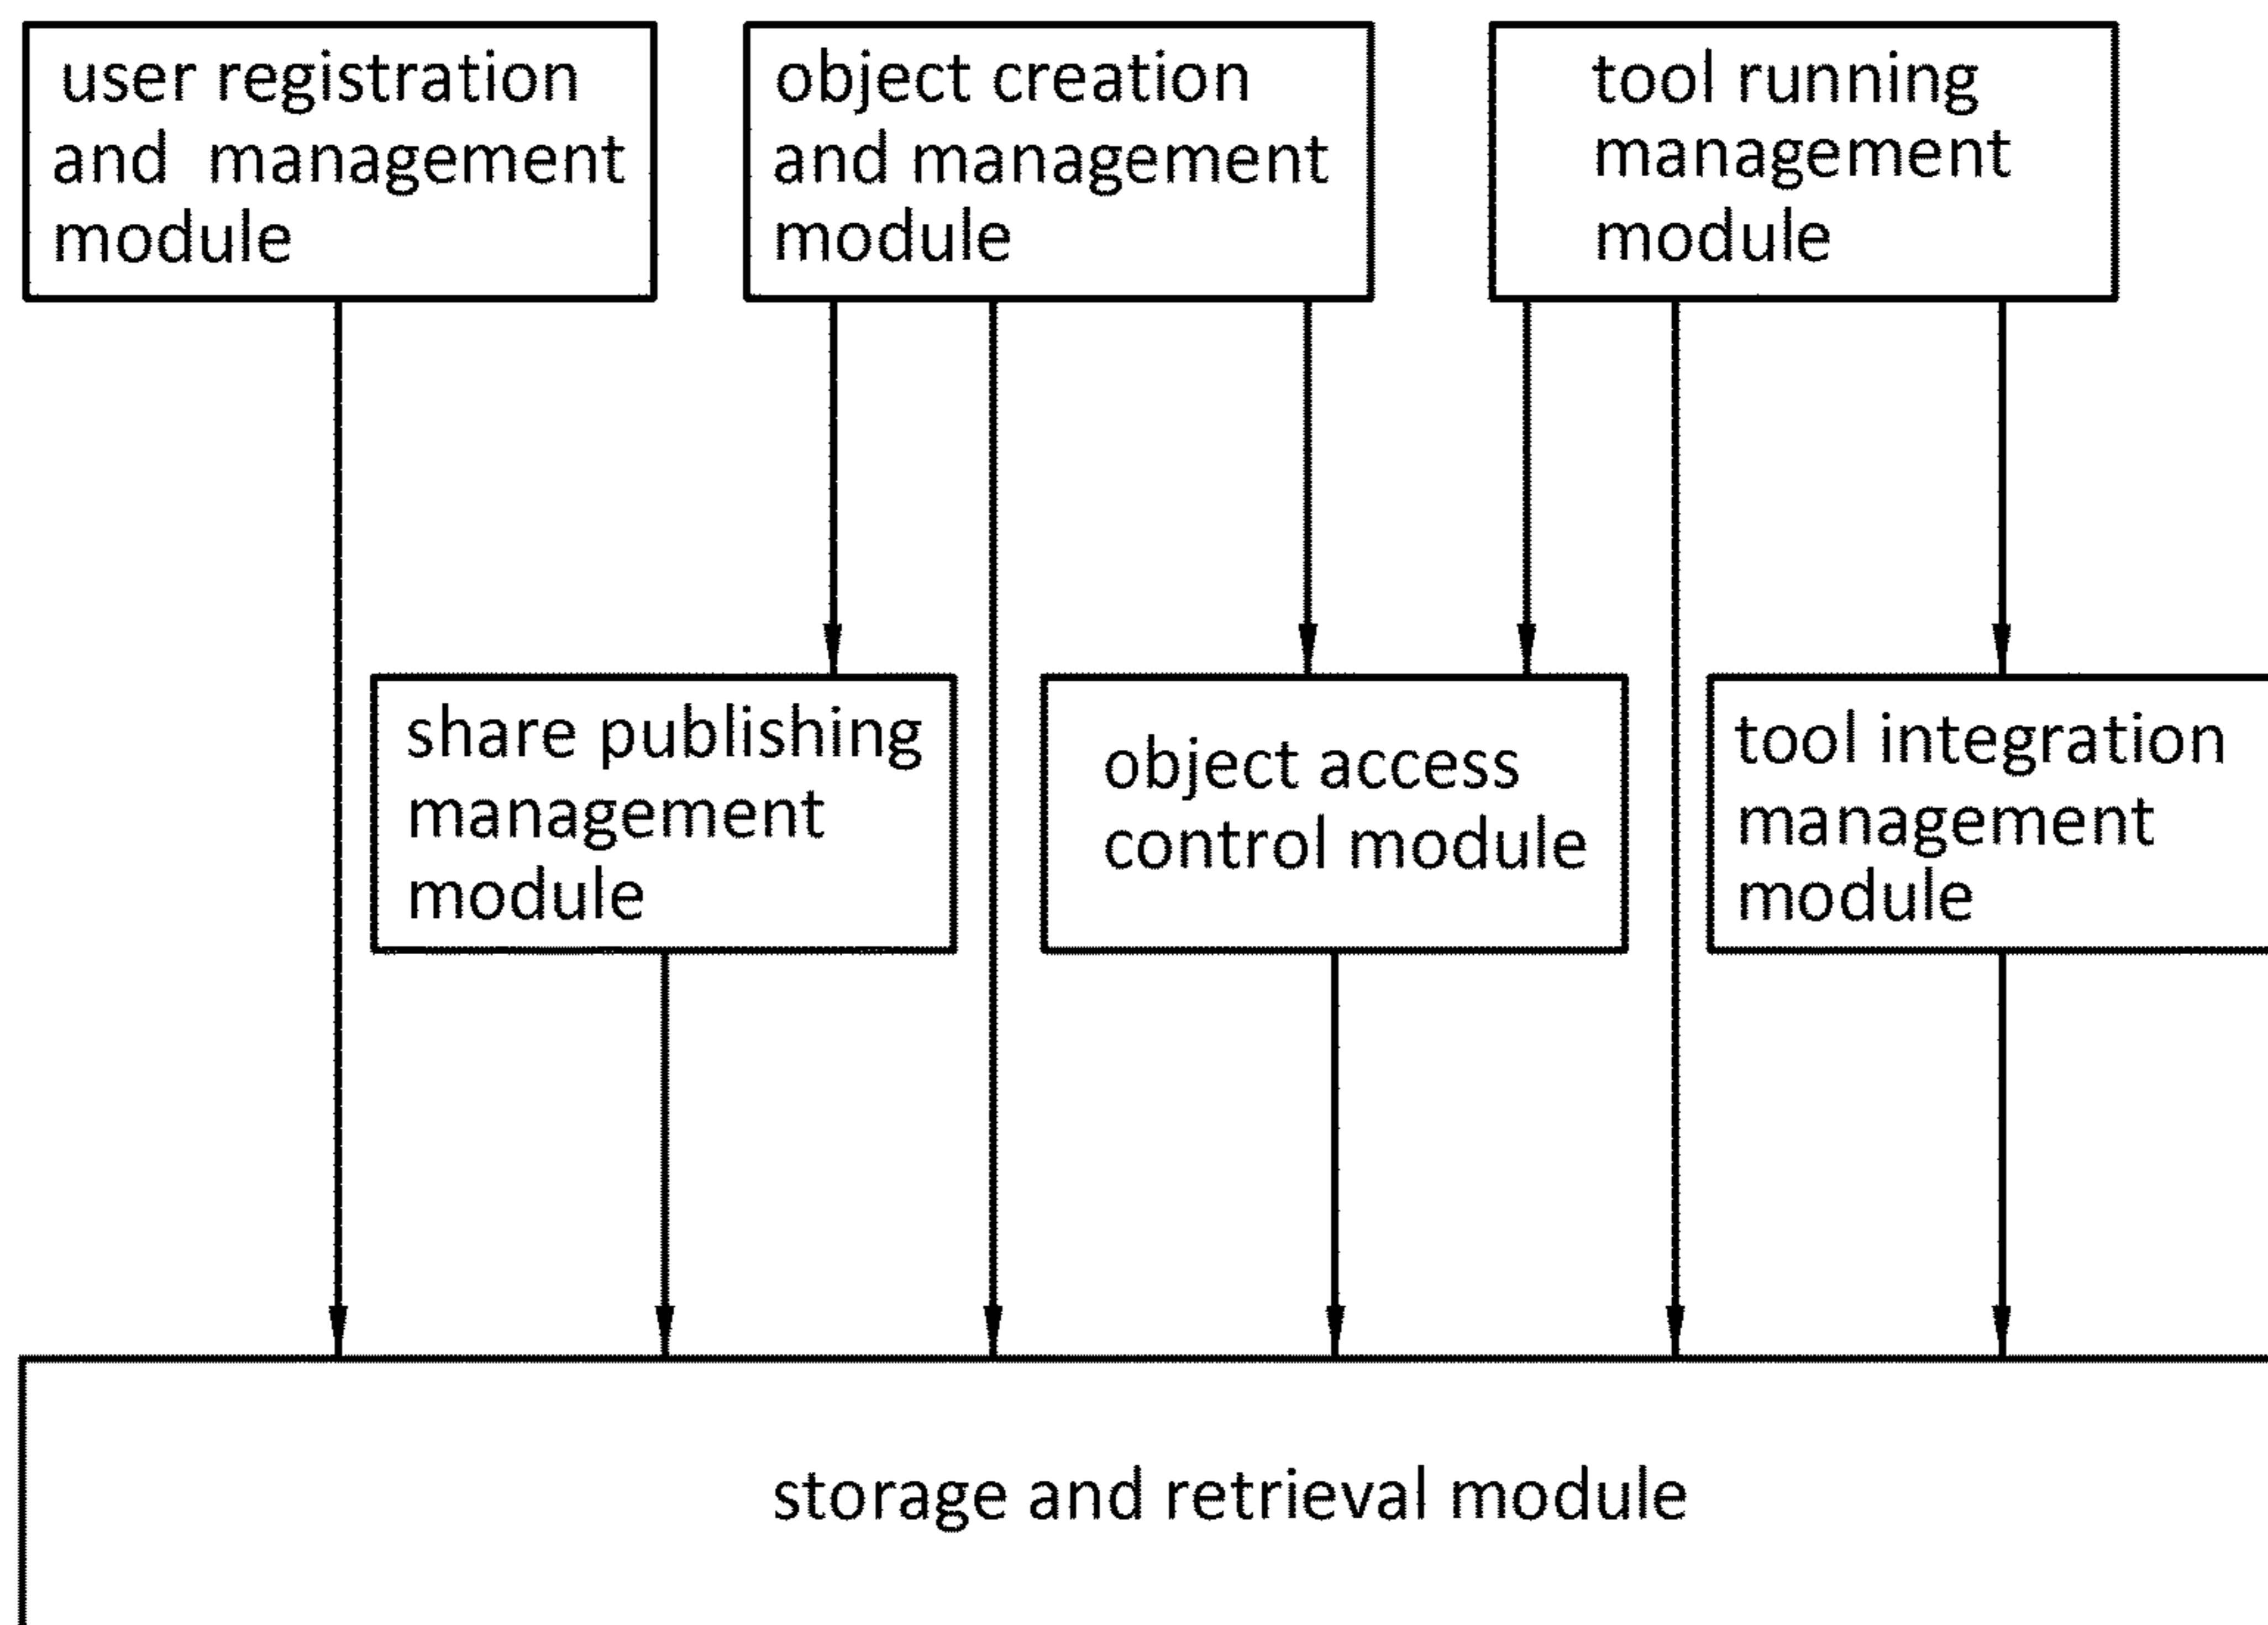 user registration
and management
module
object creation
and management
module
tool running
management
module
share publishing
management
module
object access
control module
tool integration
management
module
storage and retrieval module